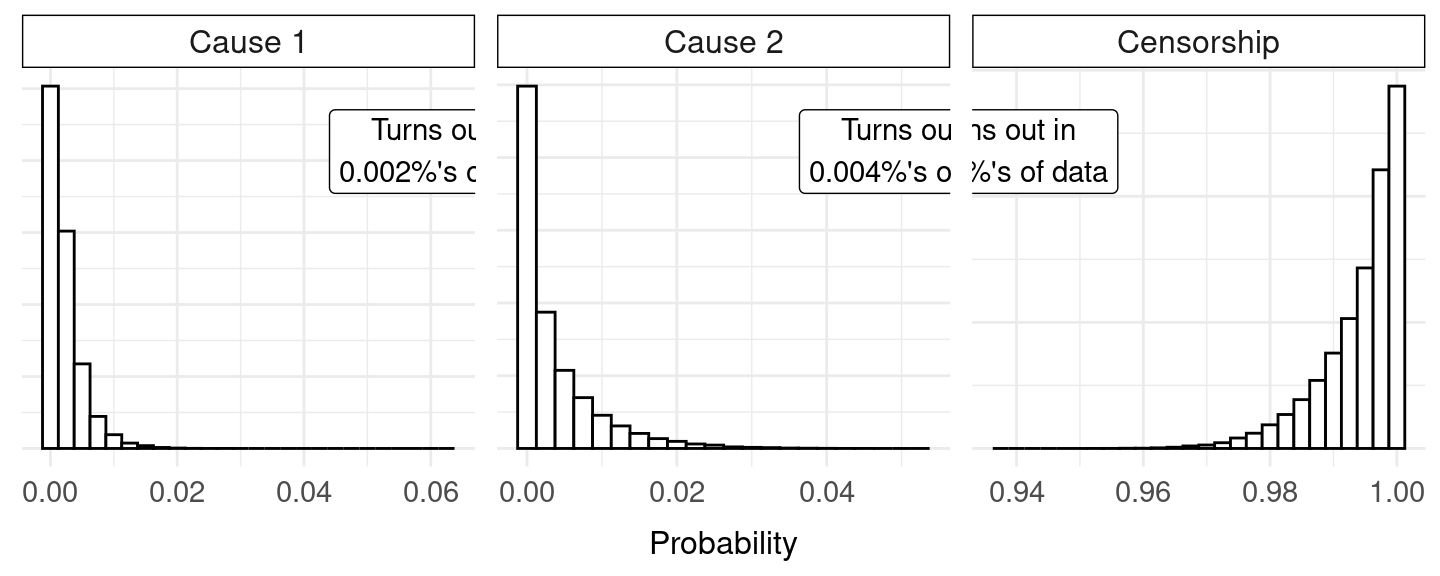 Cause 1
Cause 2
Censorship
Turns ou
0.002%'s o
Turns ou
0.004%'s o
ns out in
%'s of data
0.00 0.02 0.04 0.06
0.00 0.02 0.04
0.94 0.96 0.98 1.00
Probability